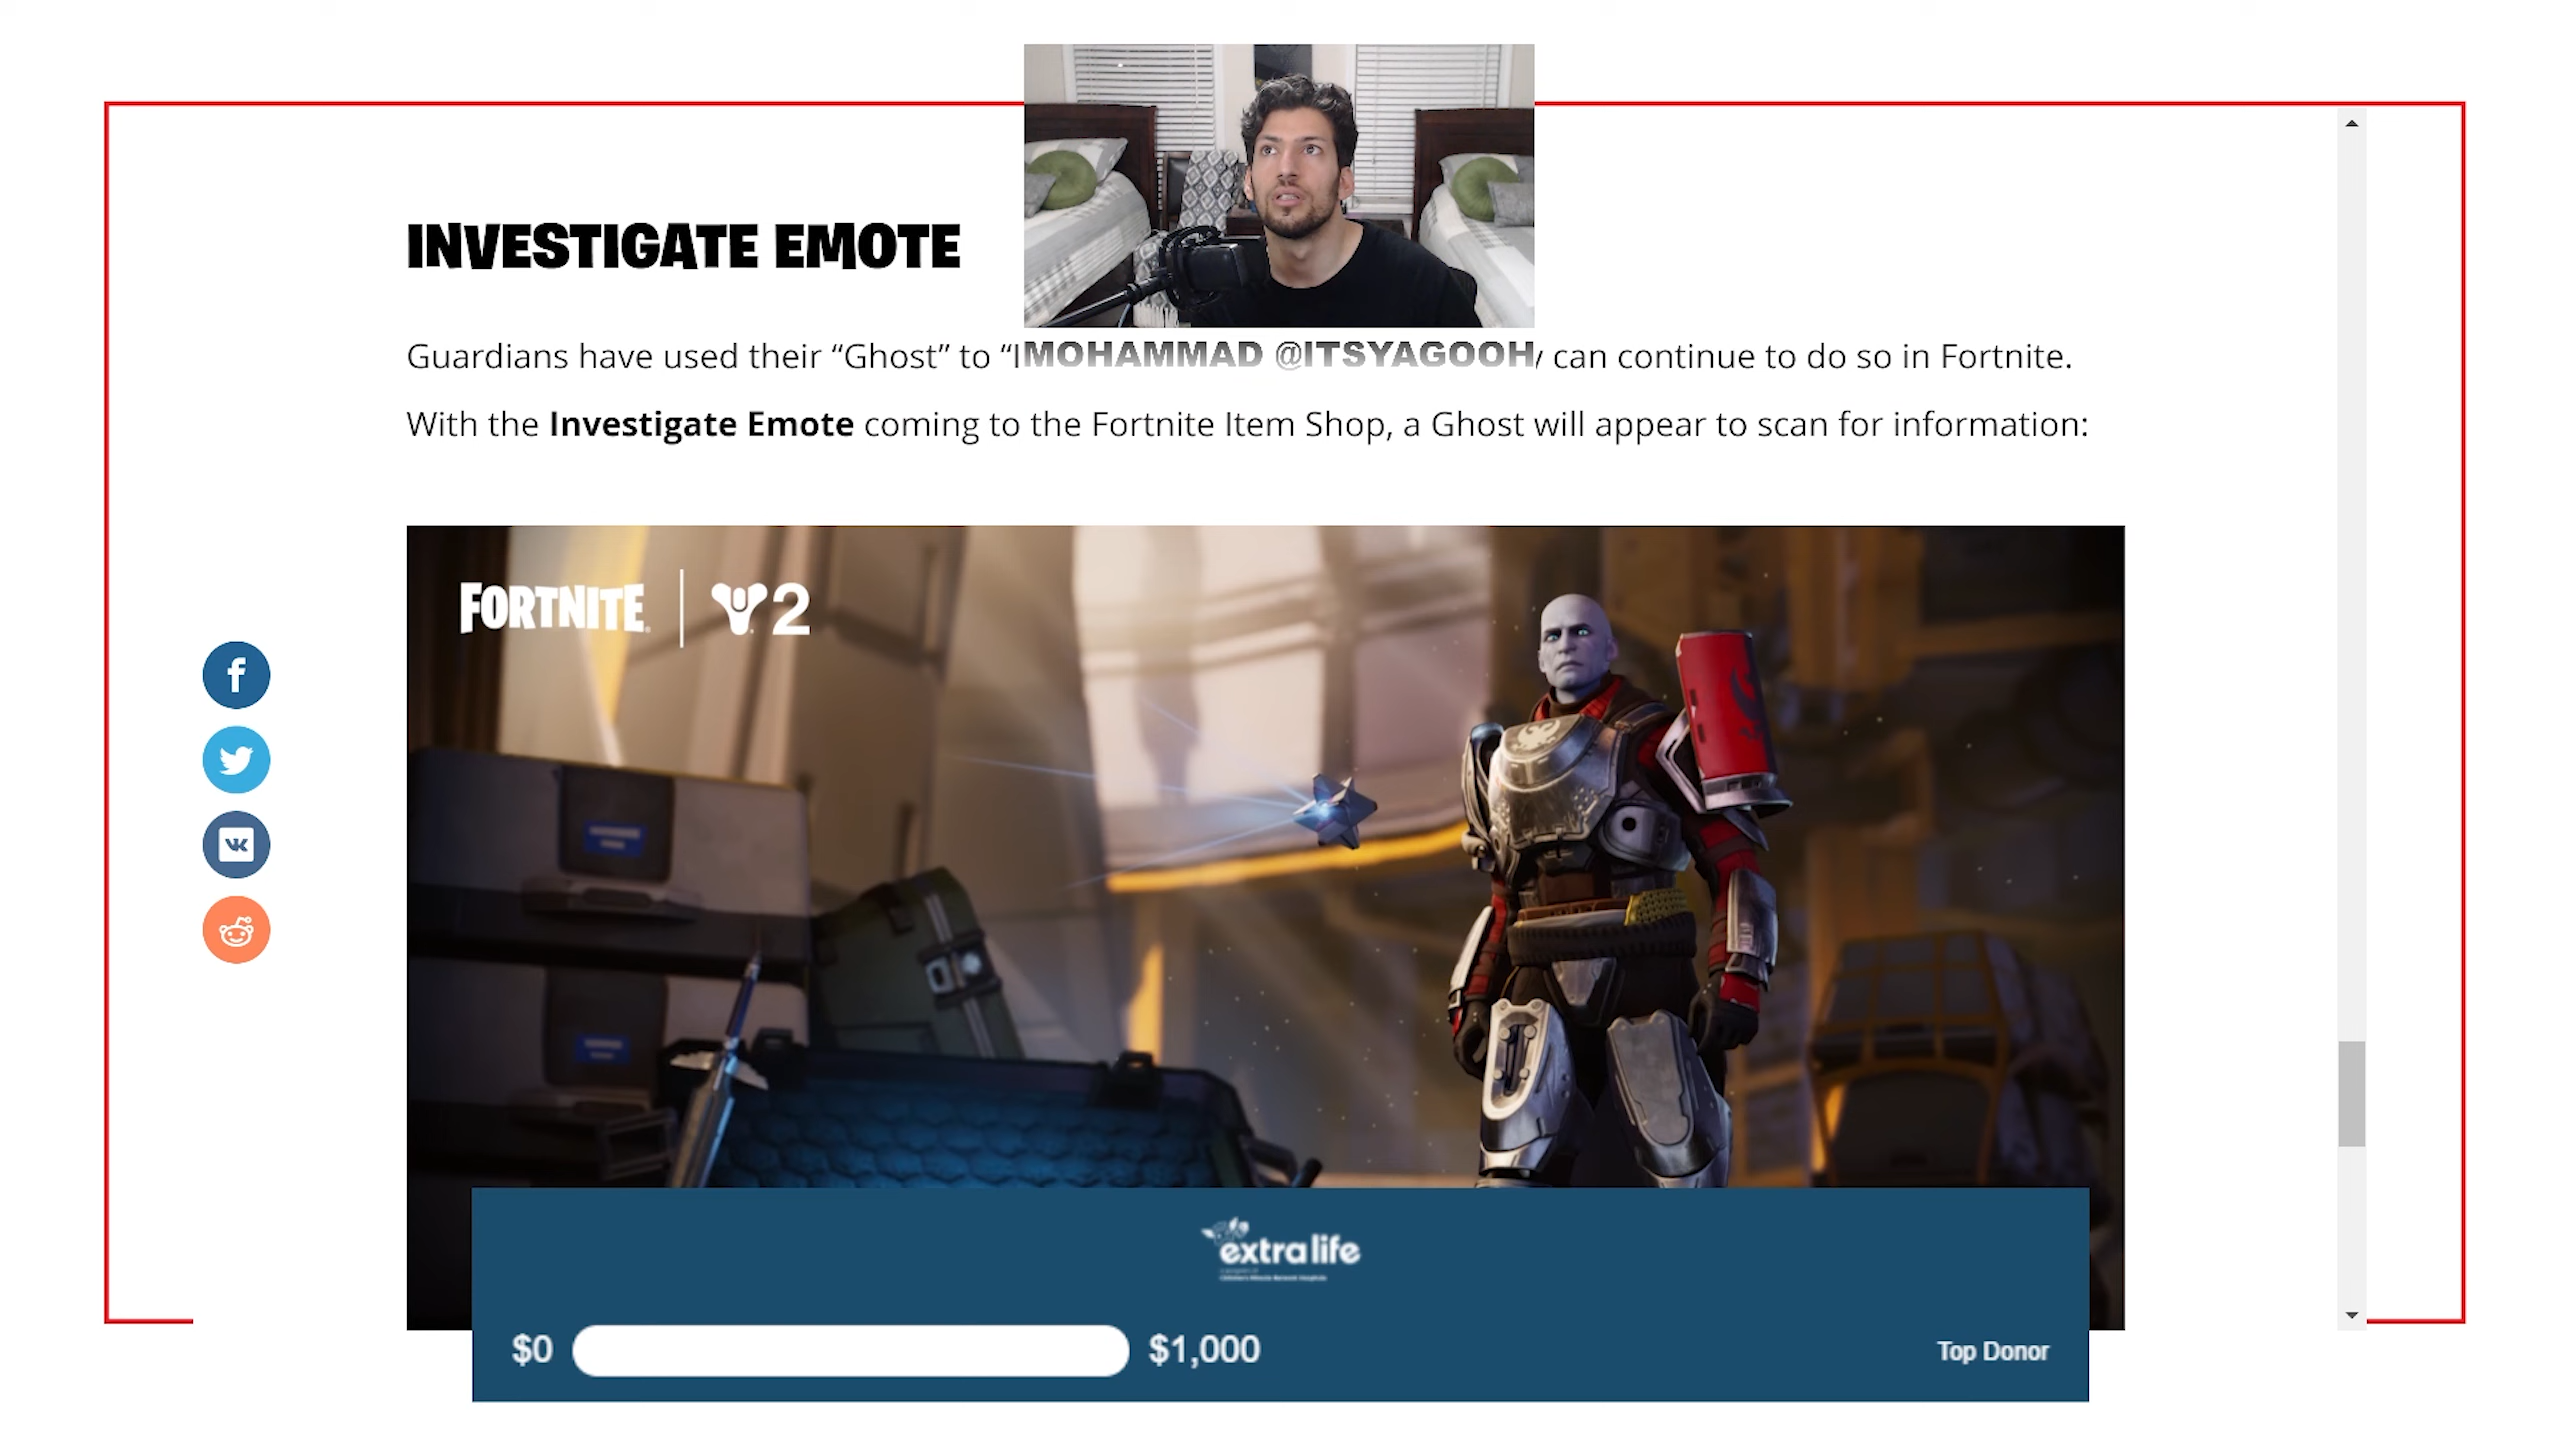 INVESTIGATE EMOTE
Guardians have used their “Ghost” to “I
MOHAMMAD @ITSYAGOOH
can continue to do so in Fortnite.
With the Investigate Emote coming to the Fortnite Item Shop, a Ghost will appear to scan for information:
FORTNITE
2
extra life
$0
$1,000
Top Donor